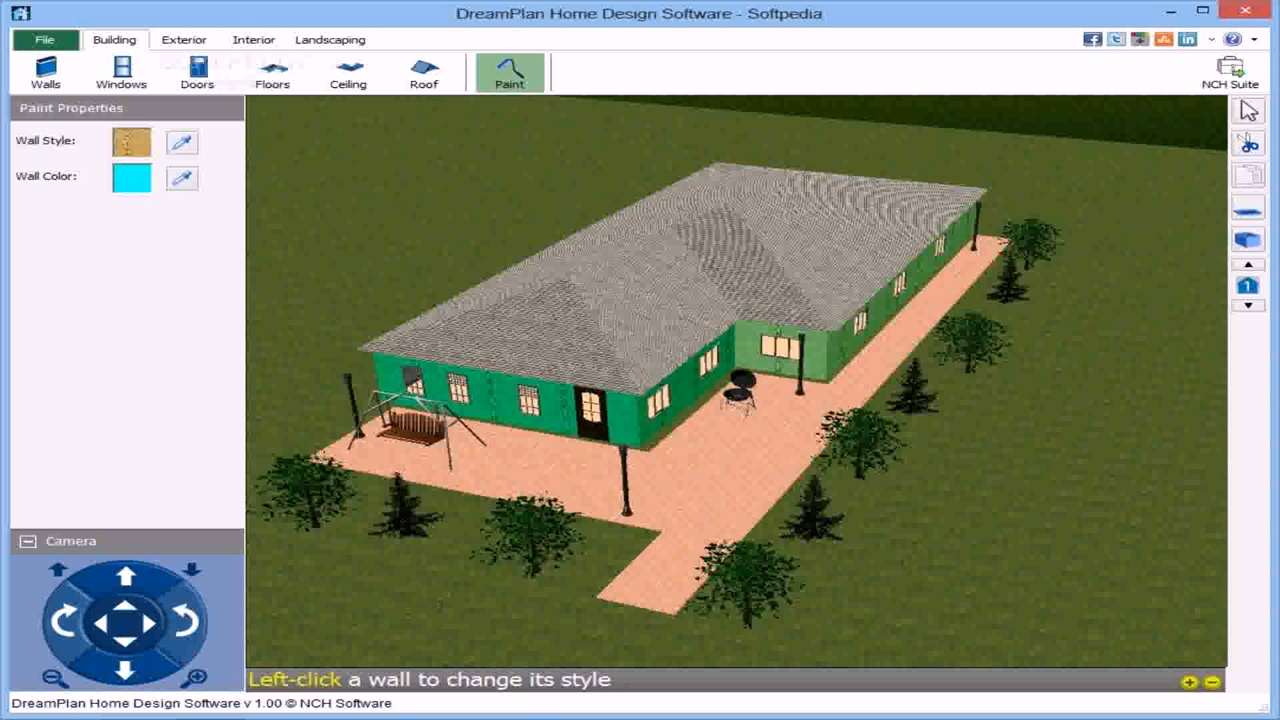 DreamPlan Home Design Software - Softpedia
File Building Exterior Interior Landscaping
Walls Windows Doors Floors Ceiling Roof Paint NCH Suite
Paint Properties
Wall Style:
Wall Color:
1
Camera
Left-click a wall to change its style
DreamPlan Home Design Software v 1.00 © NCH Software